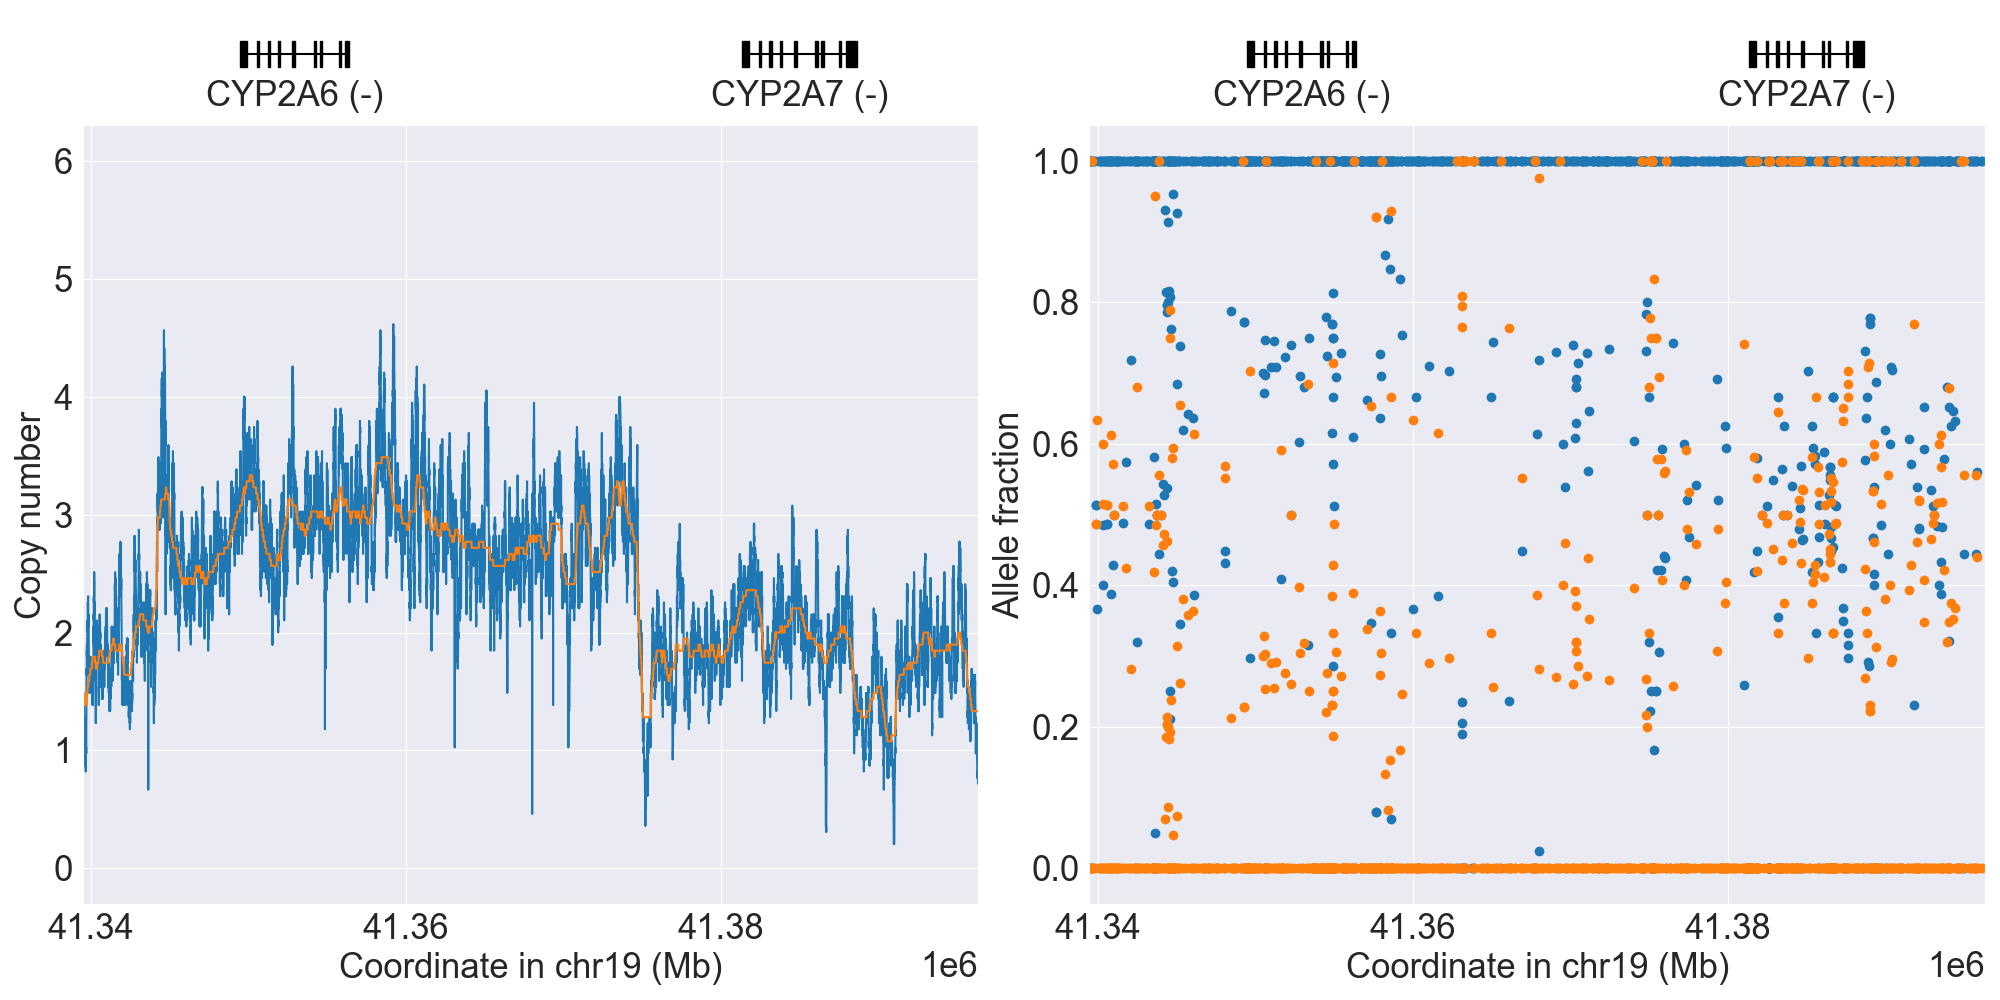 CYP2A6 (-)
CYP2A7 (-)
CYP2A6 (-)
CYP2A7 (-)
Copy number
6
5
4
3
2
1
0
41.34
41.36
41.38
Coordinate in chr19 (Mb)
1e6
Allele fraction
1.0
0.8
0.6
0.4
0.2
0.0
41.34
41.36
41.38
Coordinate in chr19 (Mb)
1e6